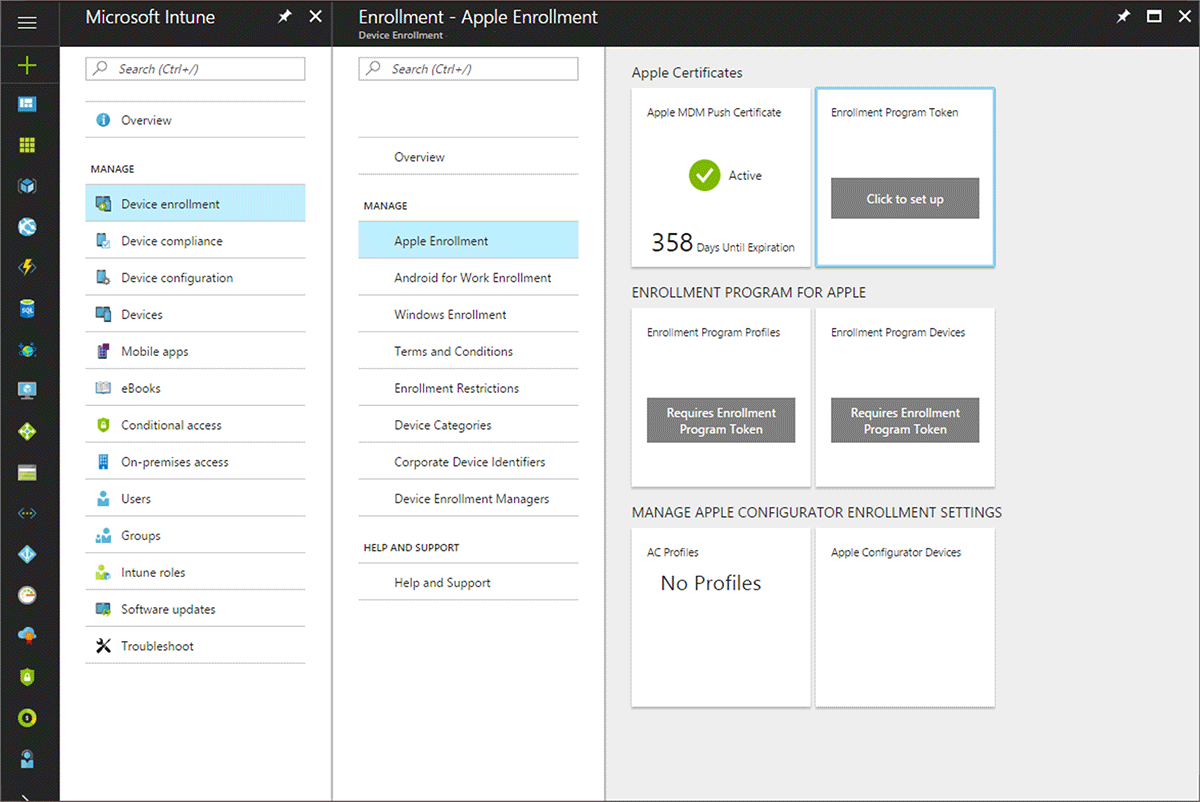 Microsoft Intune
Enrollment - Apple Enrollment
Device Enrollment
Search (Ctrl+/)
Overview
MANAGE
Device enrollment
Device compliance
Device configuration
Devices
Mobile apps
eBooks
Conditional access
On-premises access
Users
Groups
Intune roles
Software updates
Troubleshoot
Search (Ctrl+/)
Overview
MANAGE
Apple Enrollment
Android for Work Enrollment
Windows Enrollment
Terms and Conditions
Enrollment Restrictions
Device Categories
Corporate Device Identifiers
Device Enrollment Managers
HELP AND SUPPORT
Help and Support
Apple Certificates
Apple MDM Push Certificate
Active
358 Days Until Expiration
Enrollment Program Token
Click to set up
ENROLLMENT PROGRAM FOR APPLE
Enrollment Program Profiles
Requires Enrollment
Program Token
Enrollment Program Devices
Requires Enrollment
Program Token
MANAGE APPLE CONFIGURATOR ENROLLMENT SETTINGS
AC Profiles
No Profiles
Apple Configurator Devices
SQL